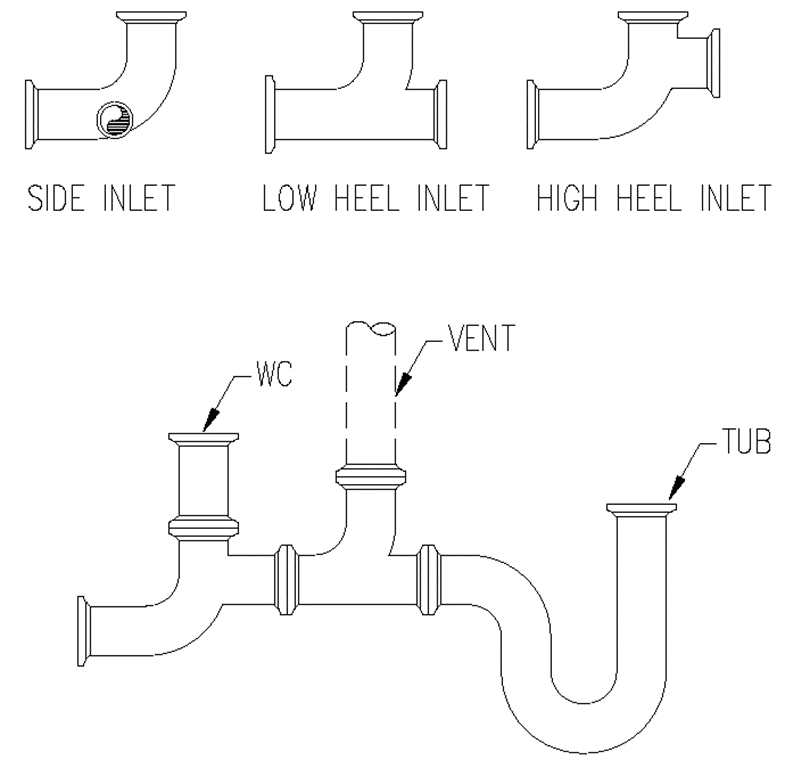 SIDE INLET
LOW HEEL INLET
HIGH HEEL INLET
VENT
WC
TUB